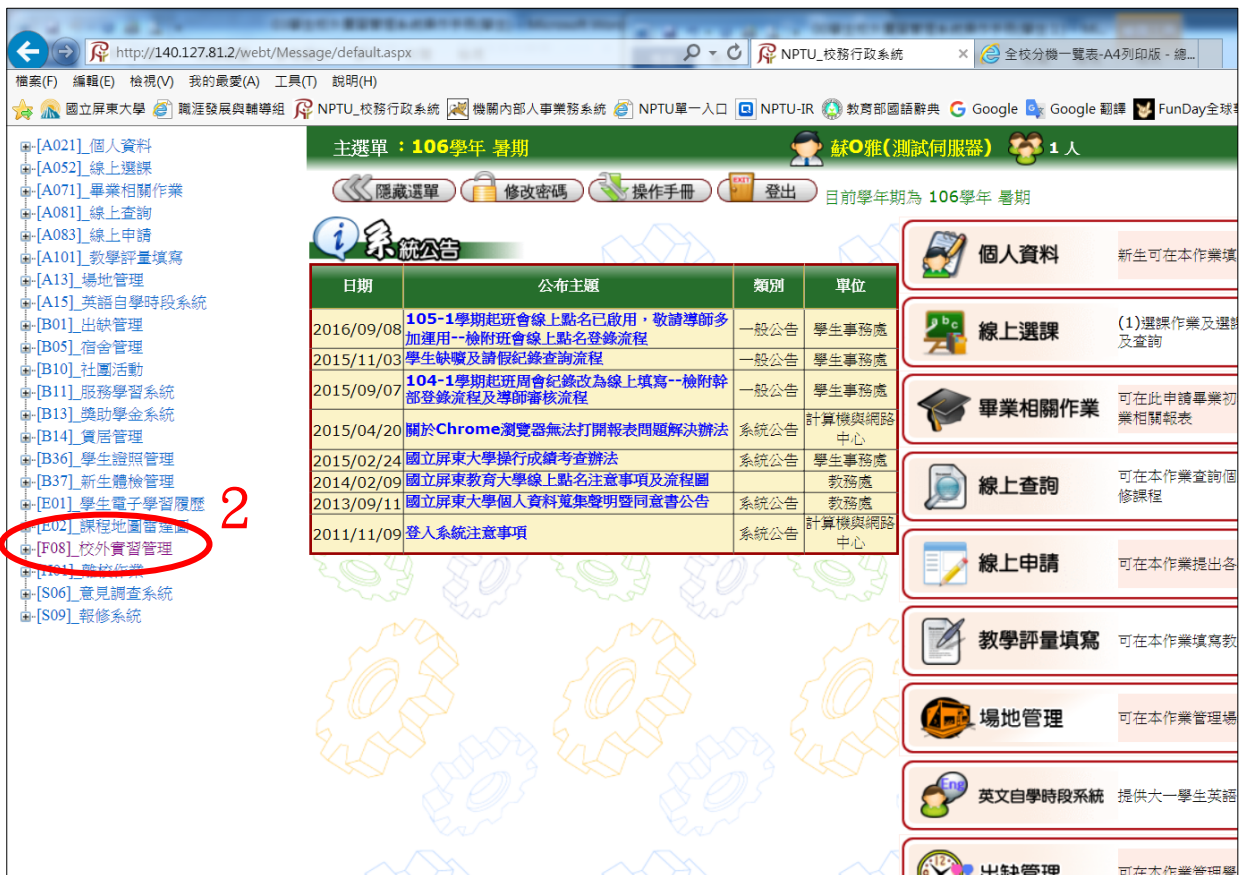 http://140.127.81.2/webt/Message/default.aspx
NPTU_校務行政系統
全校分機一覽表-A4列印版 - 總...
檔案(F) 編輯(E) 檢視(V) 我的最愛(A) 工具(T) 說明(H)
國立屏東大學 職涯發展與輔導組 NPTU_校務行政系統 機關內部人事業務系統 NPTU單一入口 NPTU-IR 教育部國語辭典 Google Google 翻譯 FunDay全球
[A021]_個人資料
[A052]_線上選課
[A071]_畢業相關作業
[A081]_線上查詢
[A083]_線上申請
[A101]_教學評量填寫
[A13]_場地管理
[A15]_英語自學時段系統
[B01]_出缺管理
[B05]_宿舍管理
[B10]_社團活動
[B11]_服務學習系統
[B13]_獎助學金系統
[B14]_賃居管理
[B36]_學生證照管理
[B37]_新生體檢管理
[E01]_學生電子學習履歷
[E02]_課程地圖雷達圖
[F08]_校外實習管理
[H01]_離校作業
[S06]_意見調查系統
[S09]_報修系統
2
主選單：106學年 暑期
蘇O雅(測試伺服器) 1 人
隱藏選單 修改密碼 操作手冊 EXIT 登出 目前學年期為 106學年 暑期
i 系統公告
日期 公布主題 類別 單位
2016/09/08 105-1學期起班會線上點名已啟用，敬請導師多加運用--檢附班會線上點名登錄流程 一般公告 學生事務處
2015/11/03 學生缺曠及請假紀錄查詢流程 一般公告 學生事務處
2015/09/07 104-1學期起班周會紀錄改為線上填寫--檢附幹部登錄流程及導師審核流程 一般公告 學生事務處
2015/04/20 關於Chrome瀏覽器無法打開報表問題解決辦法 系統公告 計算機與網路中心
2015/02/24 國立屏東大學操行成績考查辦法 系統公告 學生事務處
2014/02/09 國立屏東教育大學線上點名注意事項及流程圖 教務處
2013/09/11 國立屏東大學個人資料蒐集聲明暨同意書公告 系統公告 教務處
2011/11/09 登入系統注意事項 系統公告 計算機與網路中心
個人資料 新生可在本作業填
線上選課 (1)選課作業及選
及查詢
畢業相關作業 可在此申請畢業初
業相關報表
線上查詢 可在本作業查詢個
修課程
線上申請 可在本作業提出各
教學評量填寫 可在本作業填寫教
場地管理 可在本作業管理場
Eng 英文自學時段系統 提供大一學生英語
出缺管理 可在本作業管理學